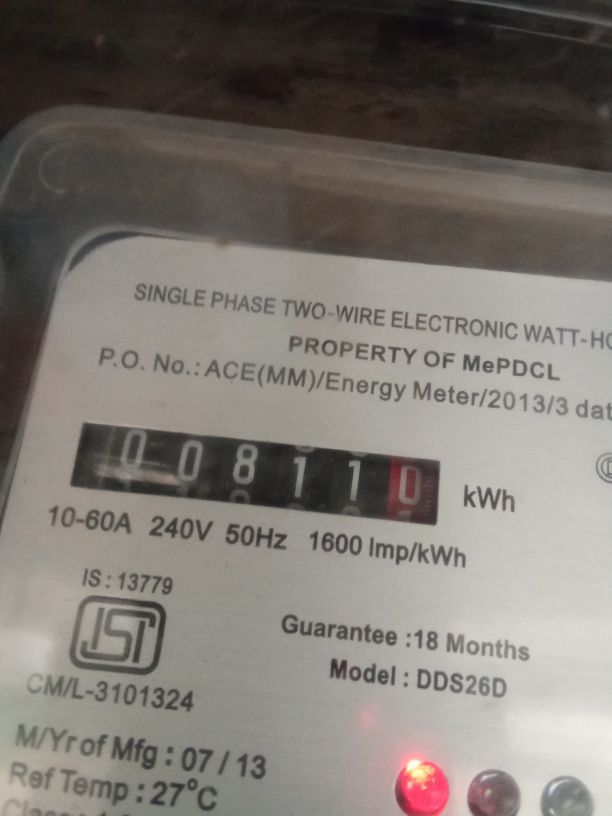 SINGLE PHASE TWO-WIRE ELECTRONIC
PROPERTY OF MePDCL
P.O. No.: ACE(MM)/Energy Meter/2013/3
008110 kWh
10-60A 240V 50Hz 1600 Imp/kWh
IS : 13779
ISI
CM/L-3101324
Guarantee :18 Months
Model : DDS26D
M/Yr of Mfg : 07 / 13
Ref Temp : 27°C